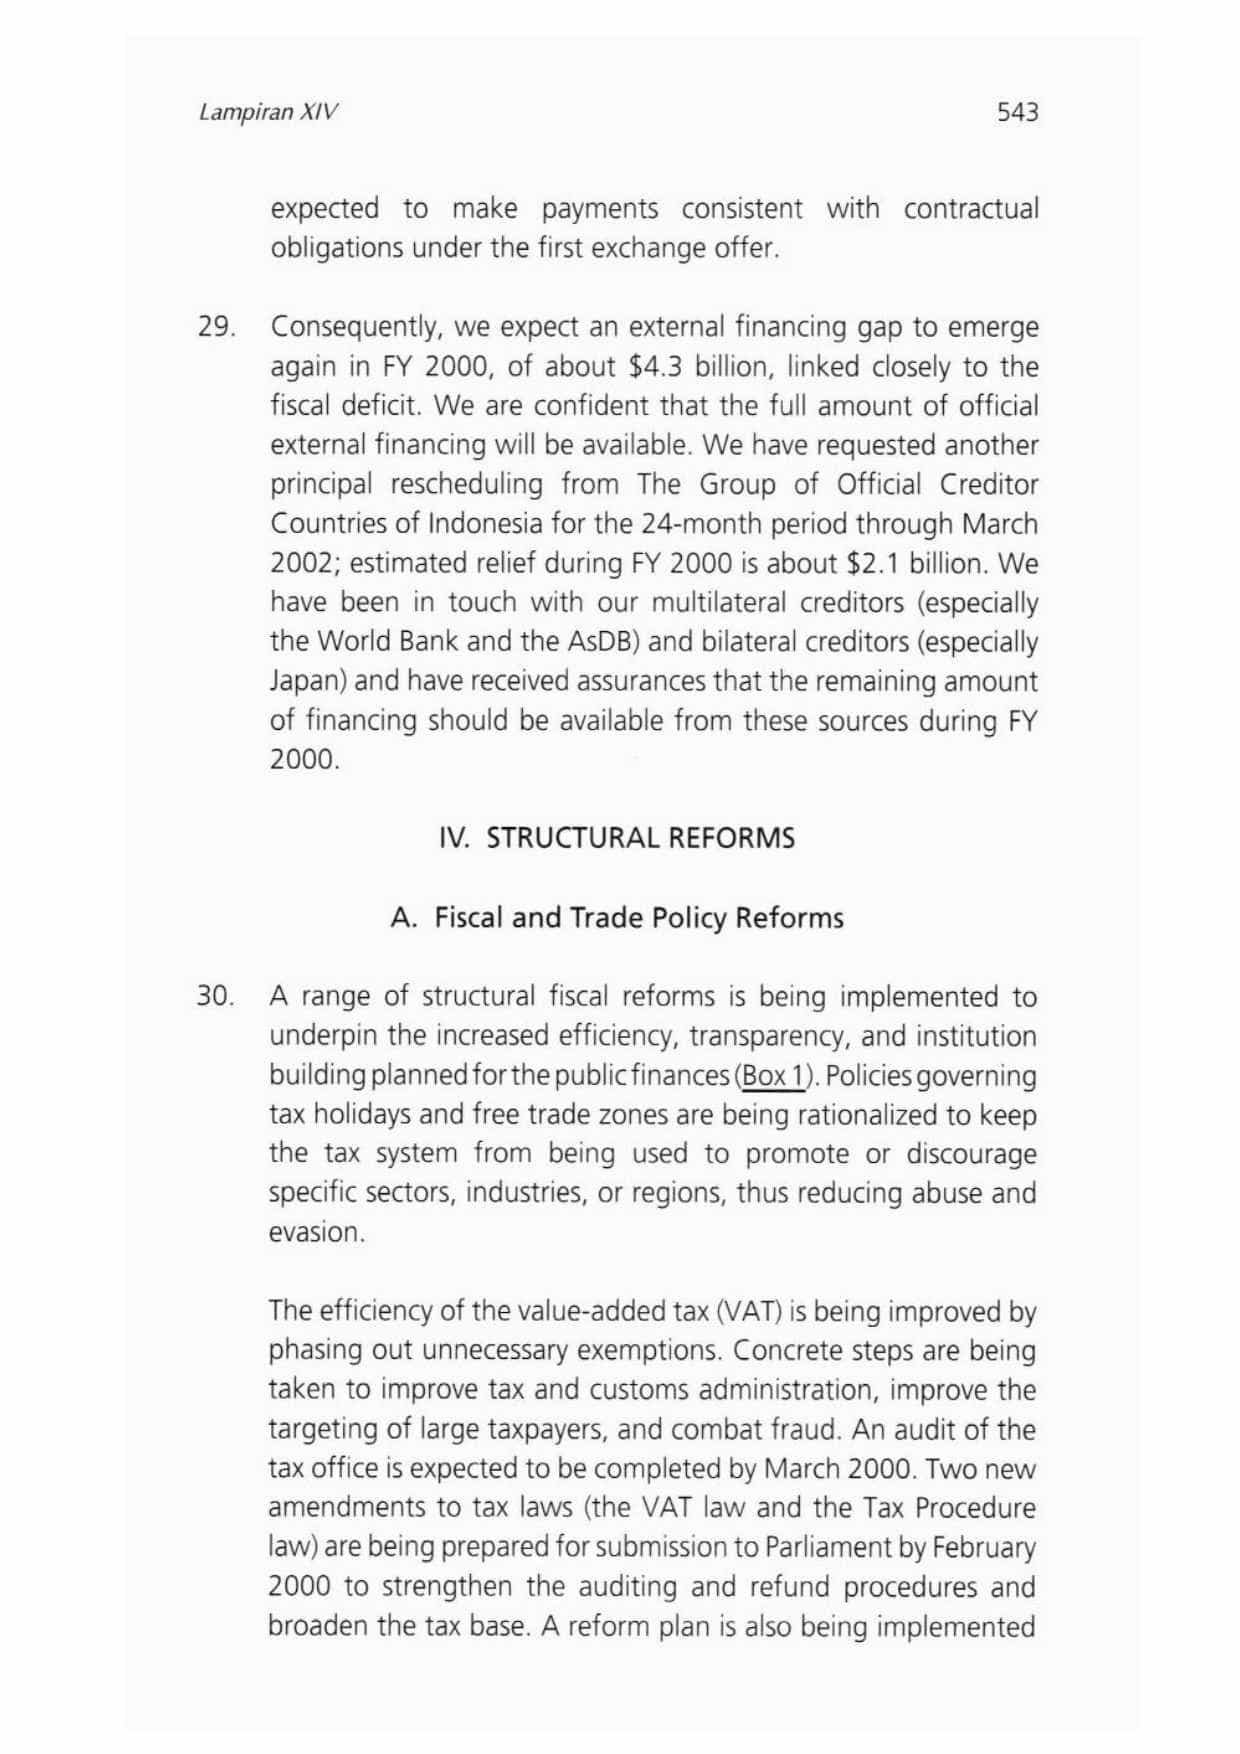 Lampiran XIV 543
expected to make payments consistent with contractual
obligations under the first exchange offer.
29. Consequently, we expect an external financing gap to emerge
again in FY 2000, of about $4.3 billion, linked closely to the
fiscal deficit. We are confident that the full amount of official
external financing will be available. We have requested another
principal rescheduling from The Group of Official Creditor
Countries of Indonesia for the 24-month period through March
2002; estimated relief during FY 2000 is about $2.1 billion. We
have been in touch with our multilateral creditors (especially
the World Bank and the AsDB) and bilateral creditors (especially
Japan) and have received assurances that the remaining amount
of financing should be available from these sources during FY
2000.
IV. STRUCTURAL REFORMS
A. Fiscal and Trade Policy Reforms
30. A range of structural fiscal reforms is being implemented to
underpin the increased efficiency, transparency, and institution
building planned for the public finances (Box 1). Policies governing
tax holidays and free trade zones are being rationalized to keep
the tax system from being used to promote or discourage
specific sectors, industries, or regions, thus reducing abuse and
evasion.
The efficiency of the value-added tax (VAT) is being improved by
phasing out unnecessary exemptions. Concrete steps are being
taken to improve tax and customs administration, improve the
targeting of large taxpayers, and combat fraud. An audit of the
tax office is expected to be completed by March 2000. Two new
amendments to tax laws (the VAT law and the Tax Procedure
law) are being prepared for submission to Parliament by February
2000 to strengthen the auditing and refund procedures and
broaden the tax base. A reform plan is also being implemented